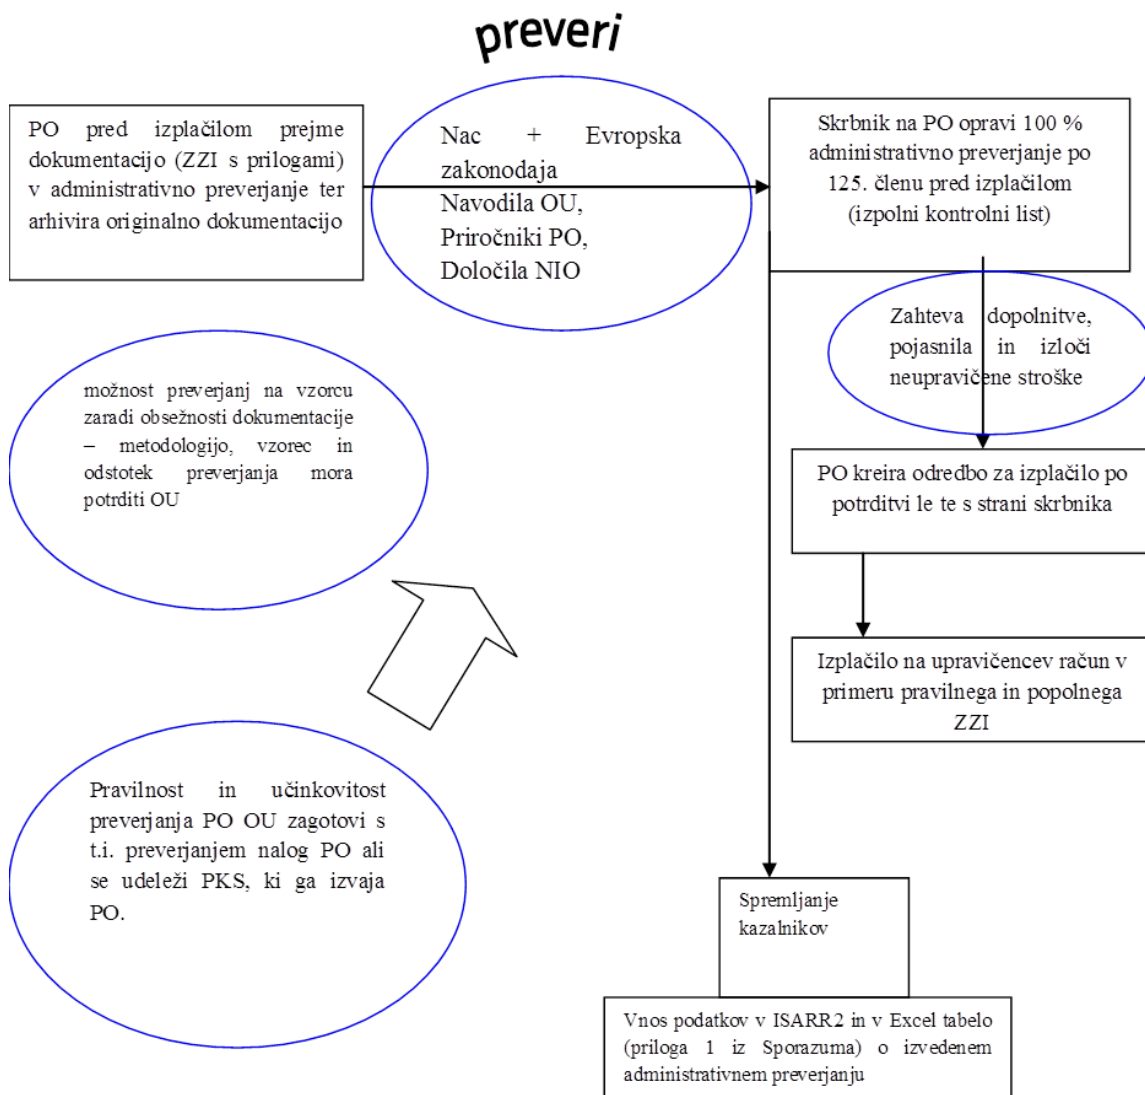 preveri
PO pred izplačilom prejme
dokumentacijo (ZZI s prilogami)
v administrativno preverjanje ter
arhivira originalno dokumentacijo
Nac + Evropska
zakonodaja
Navodila OU,
Priročniki PO,
Določila NIO
Skrbnik na PO opravi 100 %
administrativno preverjanje po
125. členu pred izplačilom
(izpolni kontrolni list)
Zahteva dopolnitve,
pojasnila in izloči
neupravičene stroške
možnost preverjanj na vzorcu
zaradi obsežnosti dokumentacije
– metodologijo, vzorec in
odstotek preverjanja mora
potrditi OU
PO kreira odredbo za izplačilo po
potrditvi le te s strani skrbnika
Izplačilo na upravičencev račun v
primeru pravilnega in popolnega
ZZI
Pravilnost in učinkovitost
preverjanja PO OU zagotovi s
t.i. preverjanjem nalog PO ali
se udeleži PKS, ki ga izvaja
PO.
Spremljanje
kazalnikov
Vnos podatkov v ISARR2 in v Excel tabelo
(priloga 1 iz Sporazuma) o izvedenem
administrativnem preverjanju